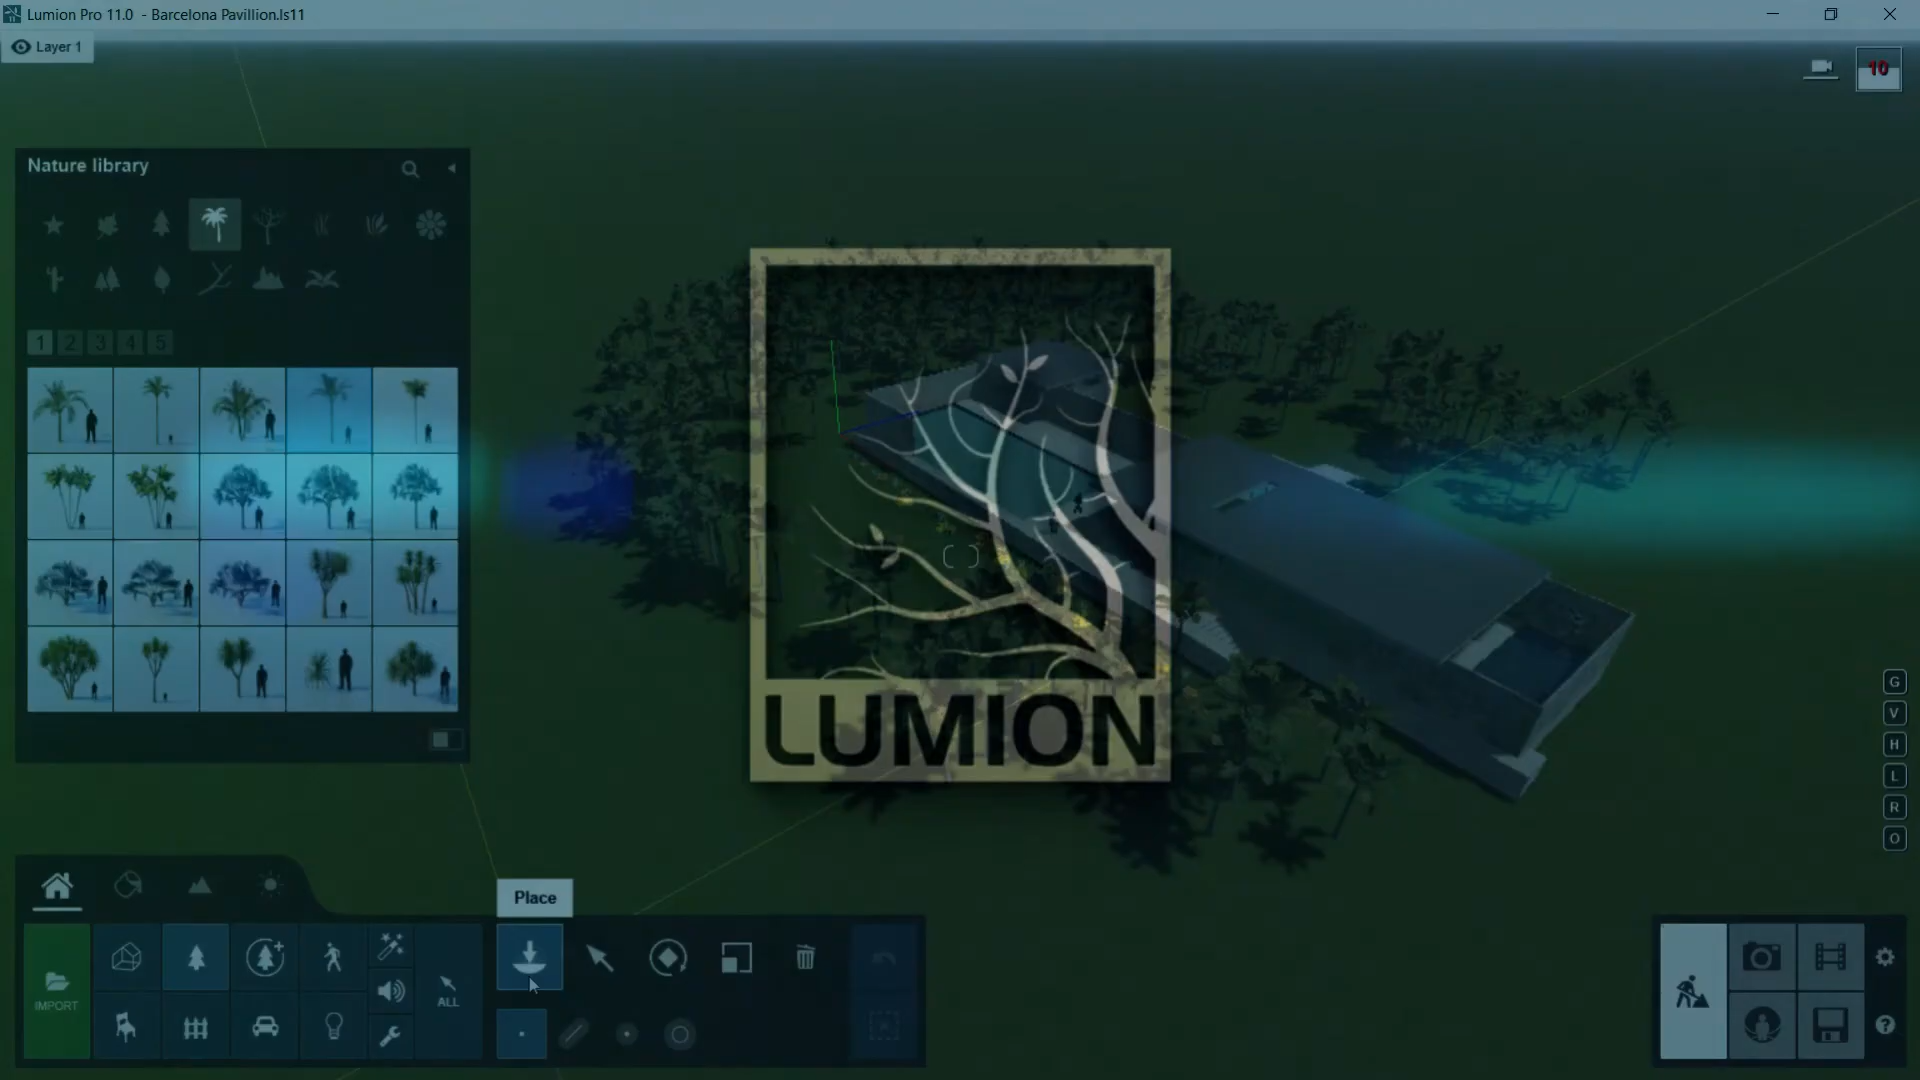 Lumion Pro 11.0 - Barcelona Pavillion.ls11
Layer 1
10
Nature library
1 2 3 4 5
LUMION
G
V
H
L
R
O
Place
IMPORT
ALL